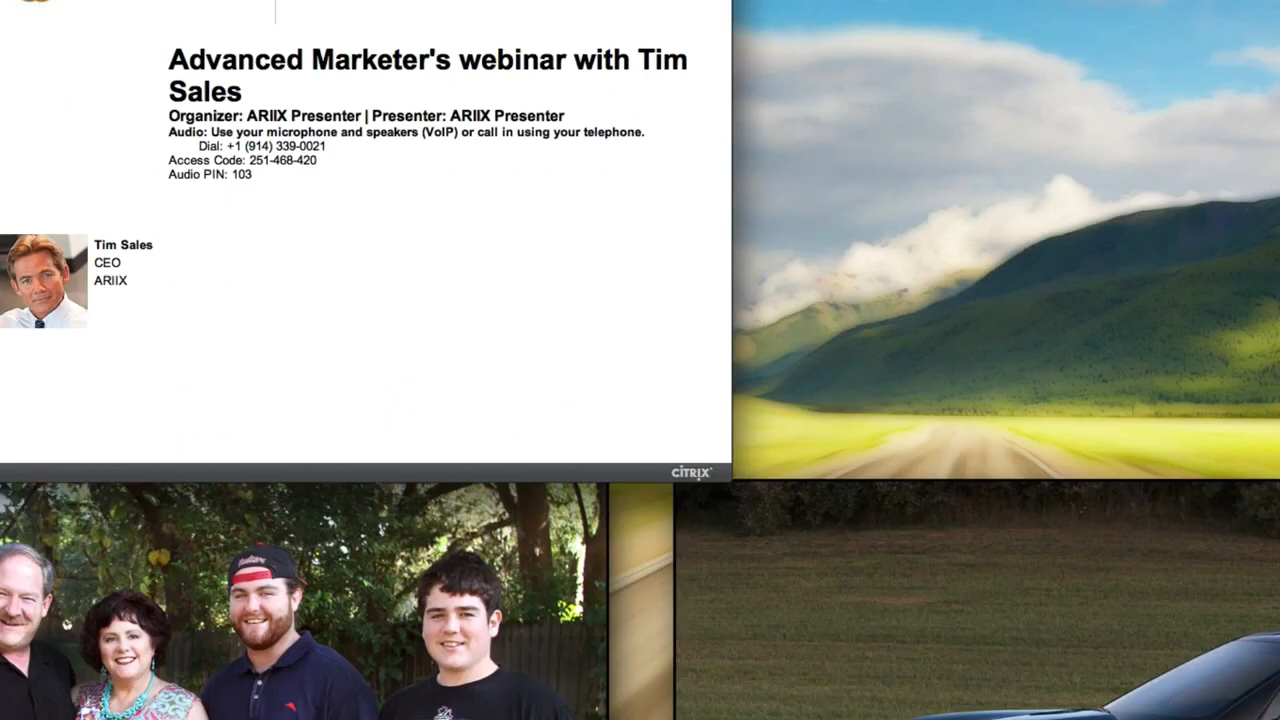 Advanced Marketer's webinar with Tim
Sales
Organizer: ARIIX Presenter | Presenter: ARIIX Presenter
Audio: Use your microphone and speakers (VoIP) or call in using your telephone.
Dial: +1 (914) 339-0021
Access Code: 251-468-420
Audio PIN: 103
Tim Sales
CEO
ARIIX
CİTRIX